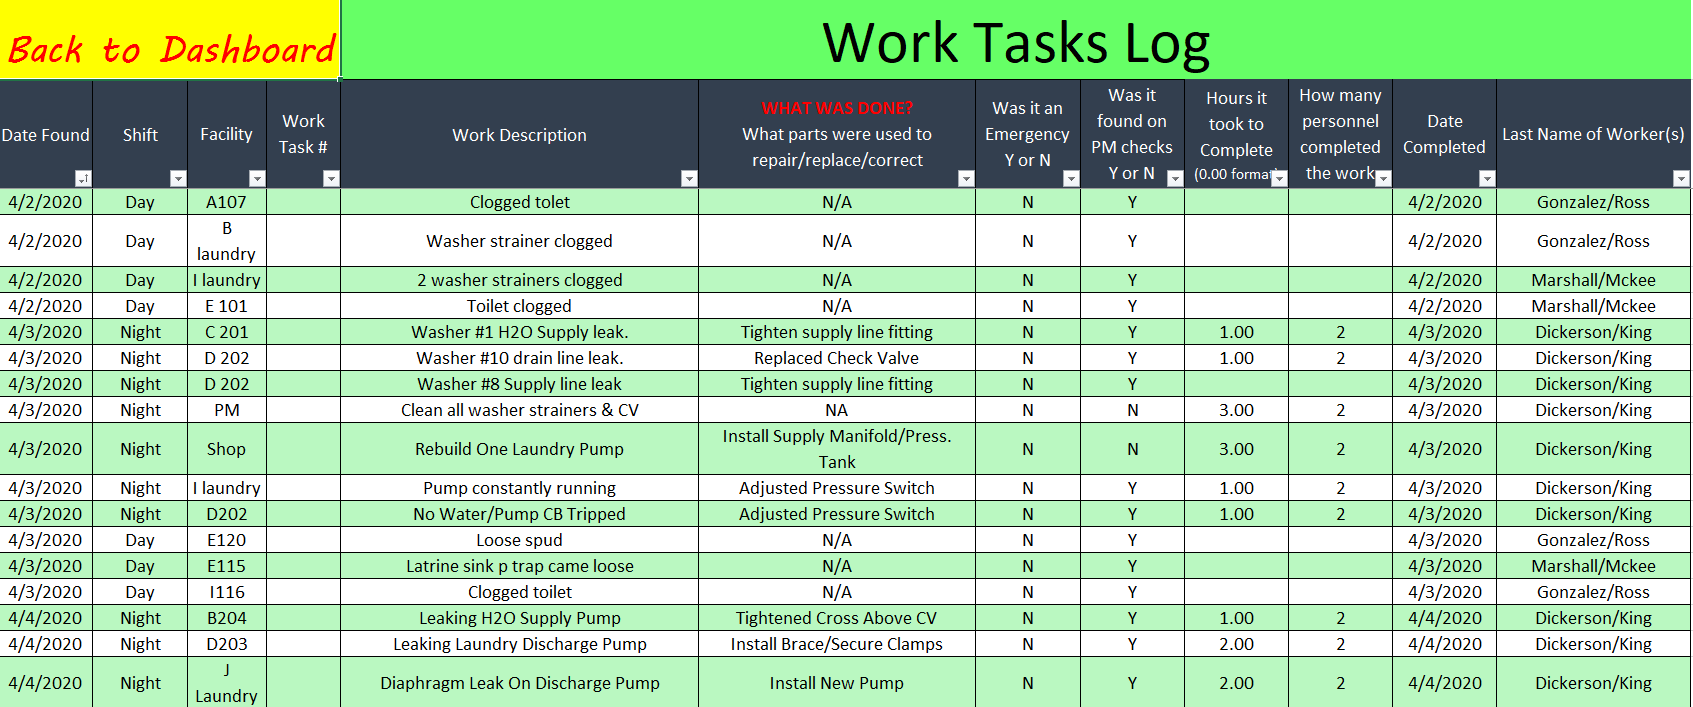 Back to Dashboard
Work Tasks Log
Date Found
Shift
Facility
Work
Task #
Work Description
WHAT WAS DONE?
What parts were used to
repair/replace/correct
Was it an
Emergency
Y or N
Was it
found on
PM checks
Y or N
Hours it
took to
Complete
(0.00 format
How many
personnel
completed
the work
Date
Completed
Last Name of Worker(s)
4/2/2020 Day A107 Clogged tolet N/A N Y 4/2/2020 Gonzalez/Ross
4/2/2020 Day B laundry Washer strainer clogged N/A N Y 4/2/2020 Gonzalez/Ross
4/2/2020 Day I laundry 2 washer strainers clogged N/A N Y 4/2/2020 Marshall/Mckee
4/2/2020 Day E 101 Toilet clogged N/A N Y 4/2/2020 Marshall/Mckee
4/3/2020 Night C 201 Washer #1 H2O Supply leak. Tighten supply line fitting N Y 1.00 2 4/3/2020 Dickerson/King
4/3/2020 Night D 202 Washer #10 drain line leak. Replaced Check Valve N Y 1.00 2 4/3/2020 Dickerson/King
4/3/2020 Night D 202 Washer #8 Supply line leak Tighten supply line fitting N Y 4/3/2020 Dickerson/King
4/3/2020 Night PM Clean all washer strainers & CV NA N N 3.00 2 4/3/2020 Dickerson/King
4/3/2020 Night Shop Rebuild One Laundry Pump Install Supply Manifold/Press. Tank N N 3.00 2 4/3/2020 Dickerson/King
4/3/2020 Night I laundry Pump constantly running Adjusted Pressure Switch N Y 1.00 2 4/3/2020 Dickerson/King
4/3/2020 Night D202 No Water/Pump CB Tripped Adjusted Pressure Switch N Y 1.00 2 4/3/2020 Dickerson/King
4/3/2020 Day E120 Loose spud N/A N Y 4/3/2020 Gonzalez/Ross
4/3/2020 Day E115 Latrine sink p trap came loose N/A N Y 4/3/2020 Marshall/Mckee
4/3/2020 Day I116 Clogged toilet N/A N Y 4/3/2020 Gonzalez/Ross
4/4/2020 Night B204 Leaking H2O Supply Pump Tightened Cross Above CV N Y 1.00 2 4/4/2020 Dickerson/King
4/4/2020 Night D203 Leaking Laundry Discharge Pump Install Brace/Secure Clamps N Y 2.00 2 4/4/2020 Dickerson/King
4/4/2020 Night J Laundry Diaphragm Leak On Discharge Pump Install New Pump N Y 2.00 2 4/4/2020 Dickerson/King